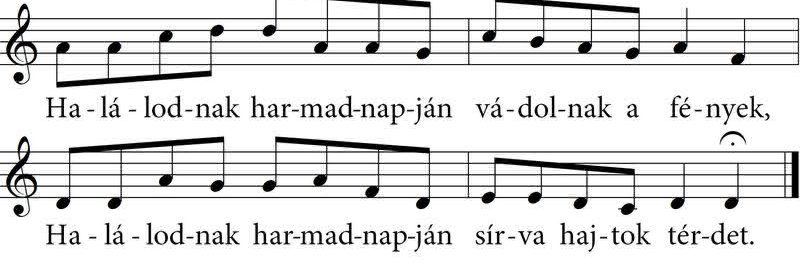 Ha-lá-lod-nak har-mad-nap-ján vá-dol-nak a fé-nyek,
Ha-lá-lod-nak har-mad-nap-ján sír-va haj-tok tér-det.